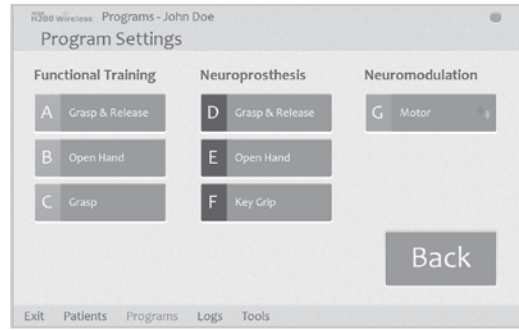 H200 Wireless Programs - John Doe
Program Settings
Functional Training Neuroprosthesis Neuromodulation
A Grasp & Release D Grasp & Release G Motor
B Open Hand E Open Hand
C Grasp F Key Grip
Back
Exit Patients Programs Logs Tools